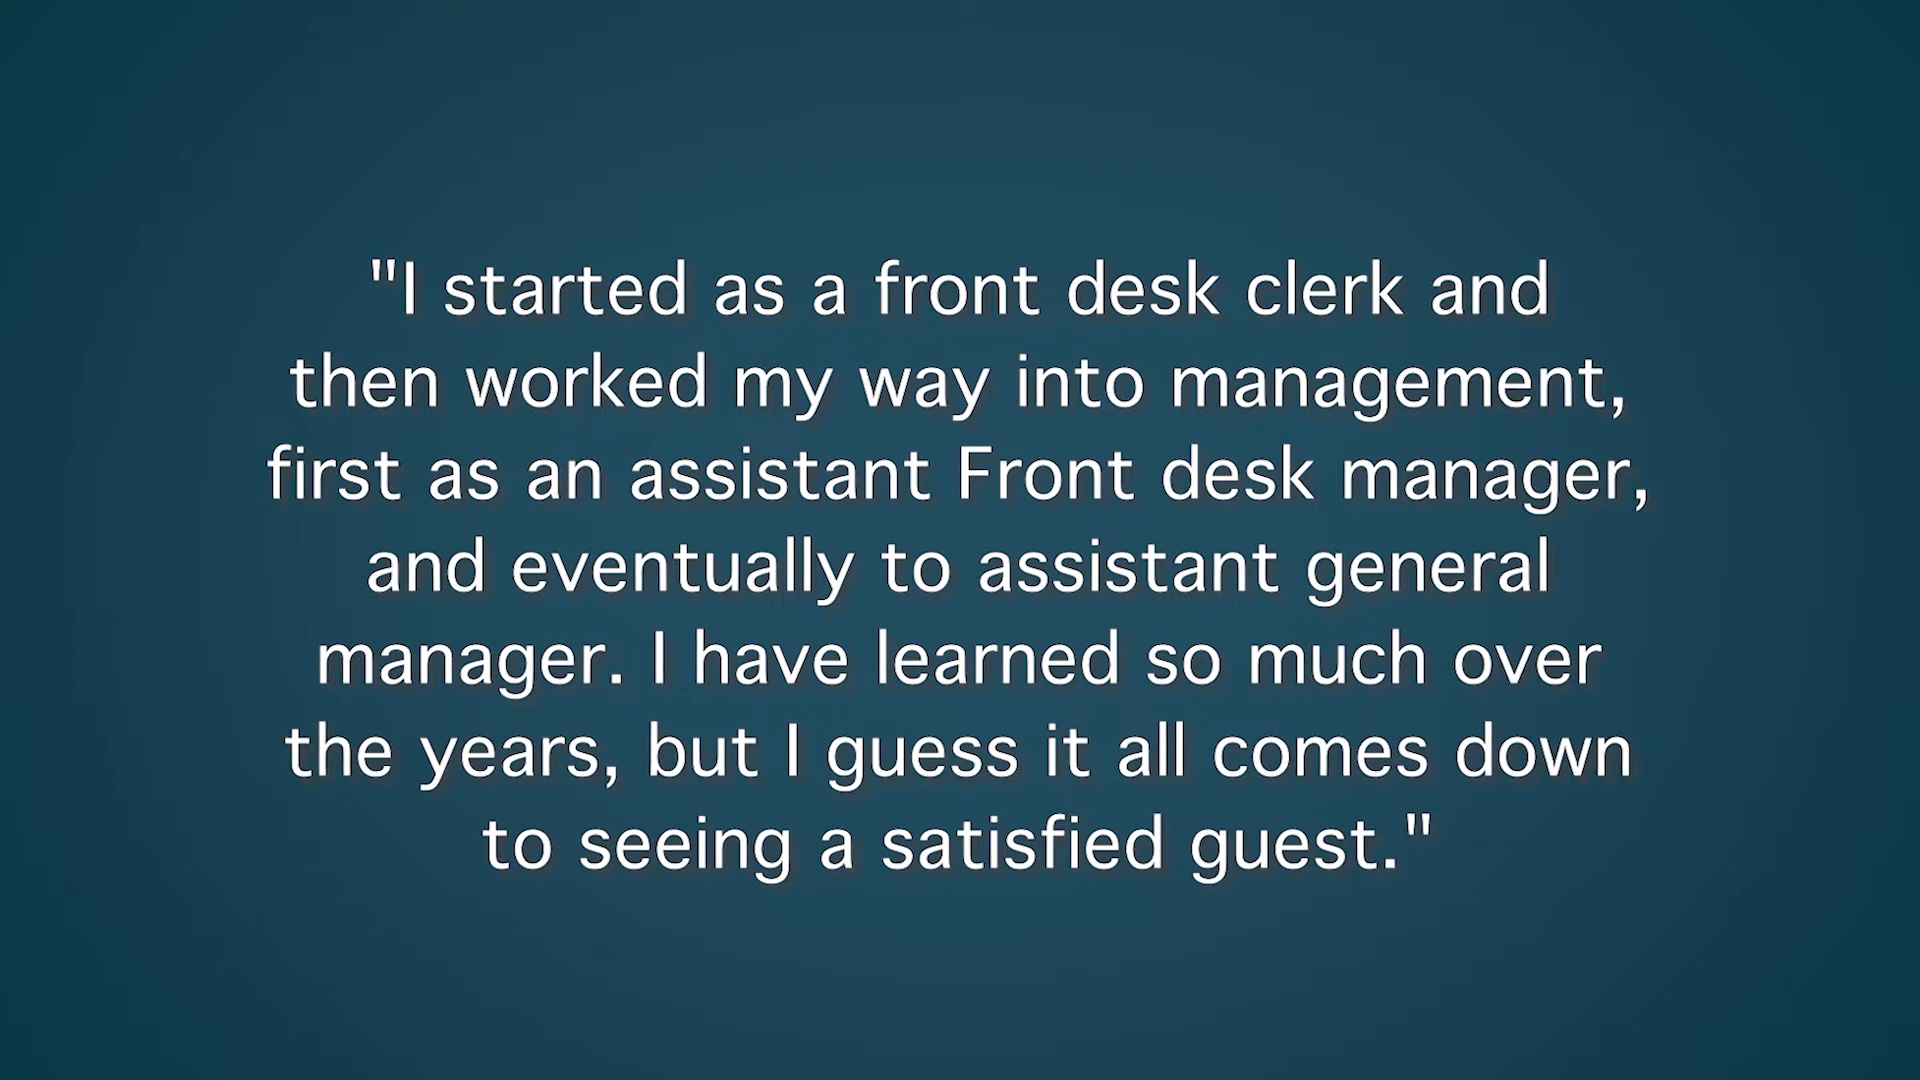 "I started as a front desk clerk and
then worked my way into management,
first as an assistant Front desk manager,
and eventually to assistant general
manager. I have learned so much over
the years, but I guess it all comes down
to seeing a satisfied guest."